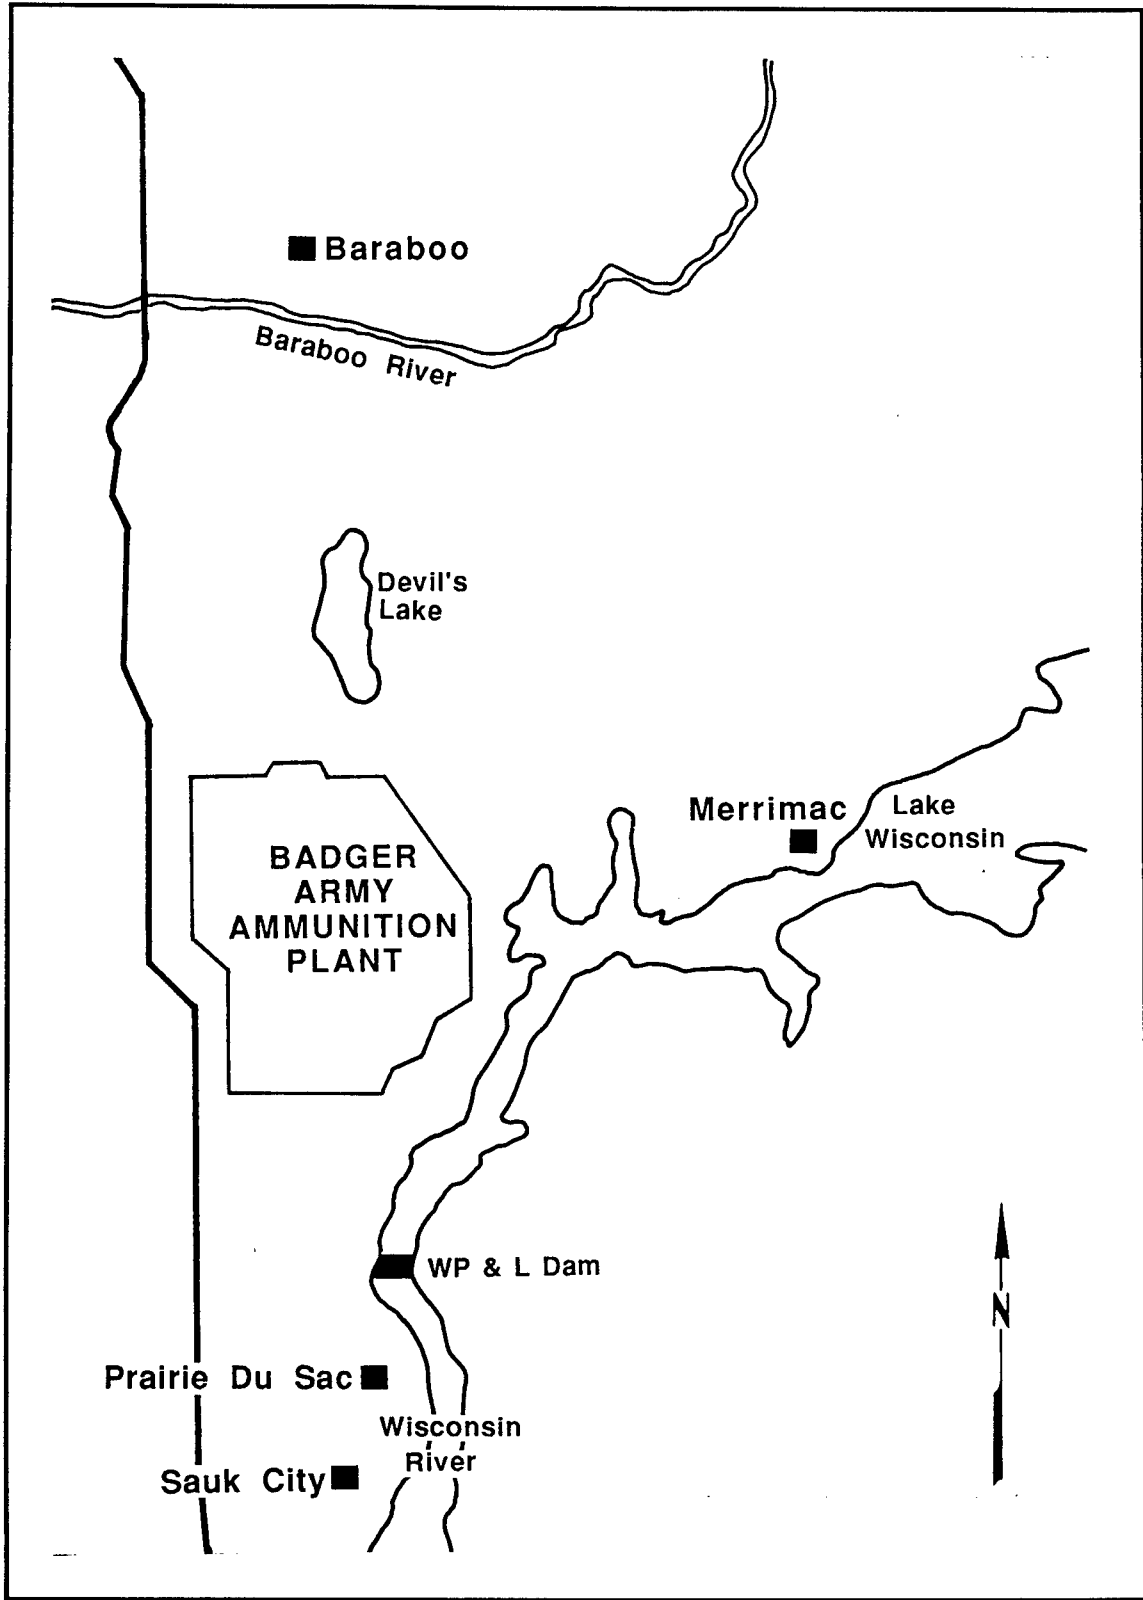 Baraboo
Baraboo River
Devil's
Lake
Merrimac
Lake
Wisconsin
BADGER
ARMY
AMMUNITION
PLANT
WP & L Dam
N
Prairie Du Sac
Wisconsin
River
Sauk City